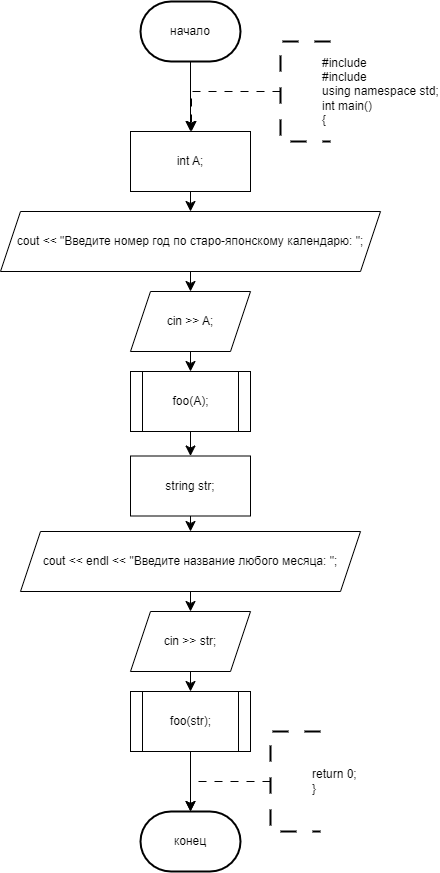 начало
#include
#include
using namespace std;
int main()
{
int A;
cout << "Введите номер год по старо-японскому календарю: ";
cin >> A;
foo(A);
string str;
cout << endl << "Введите название любого месяца: ";
cin >> str;
foo(str);
return 0;
}
конец